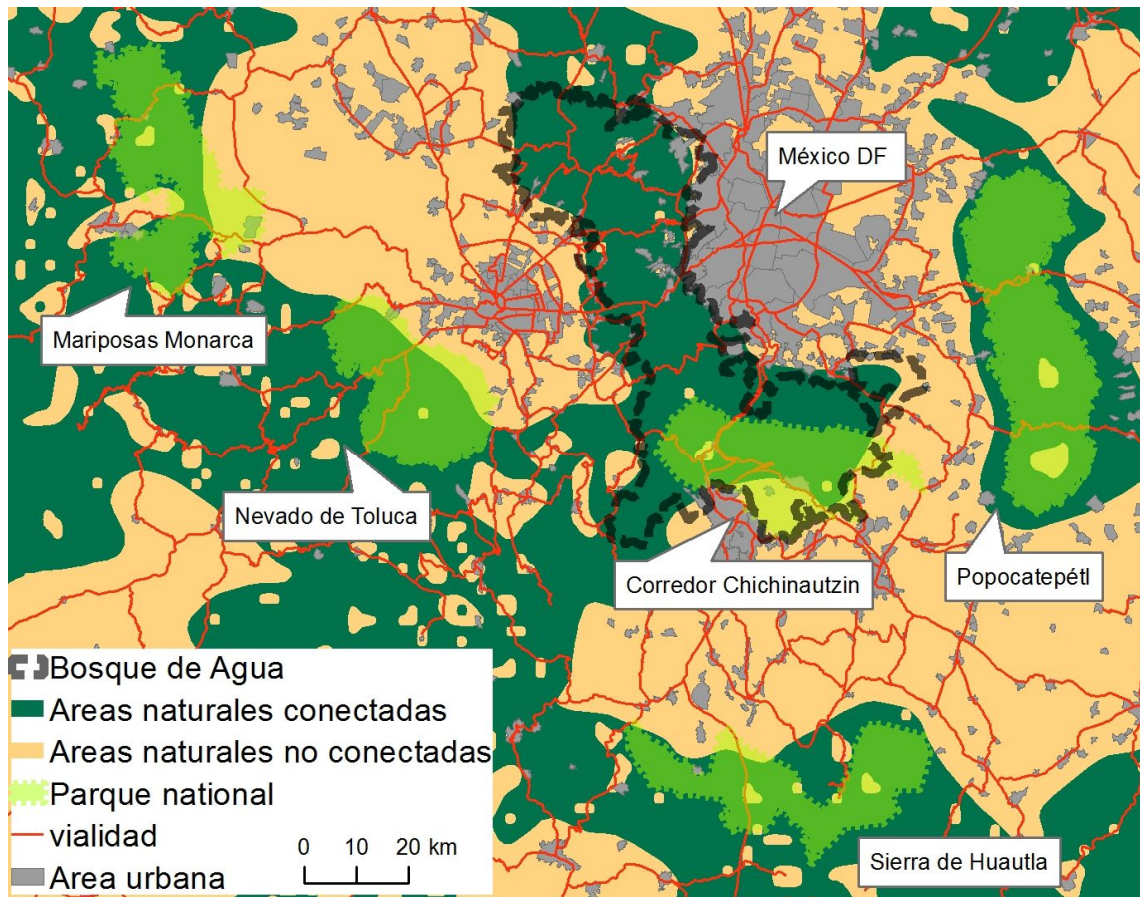 México DF
Mariposas Monarca
Nevado de Toluca
Corredor Chichinautzin
Popocatepétl
Sierra de Huautla
Bosque de Agua
Areas naturales conectadas
Areas naturales no conectadas
Parque national
vialidad
Area urbana
0 10 20 km